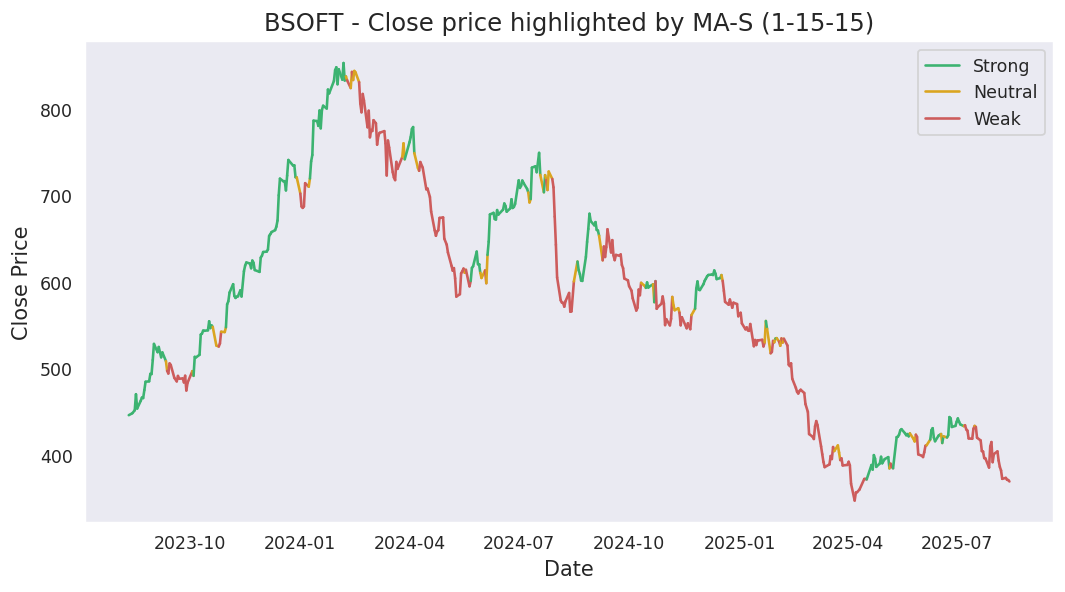 BSOFT - Close price highlighted by MA-S (1-15-15)
Strong
Neutral
Weak
Close Price
800
700
600
500
400
2023-10
2024-01
2024-04
2024-07
2024-10
2025-01
2025-04
2025-07
Date